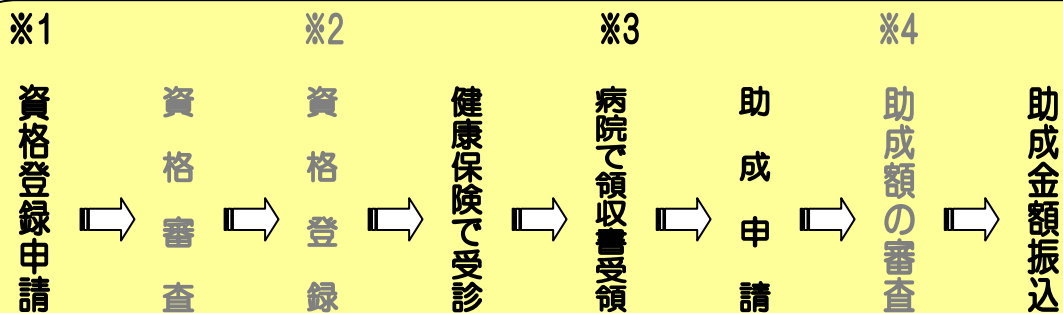 ※1
※2
※3
※4
資格登録申請
資格審査
資格登録
健康保険で受診
病院で領収書受領
助成申請
助成額の審査
助成金額振込